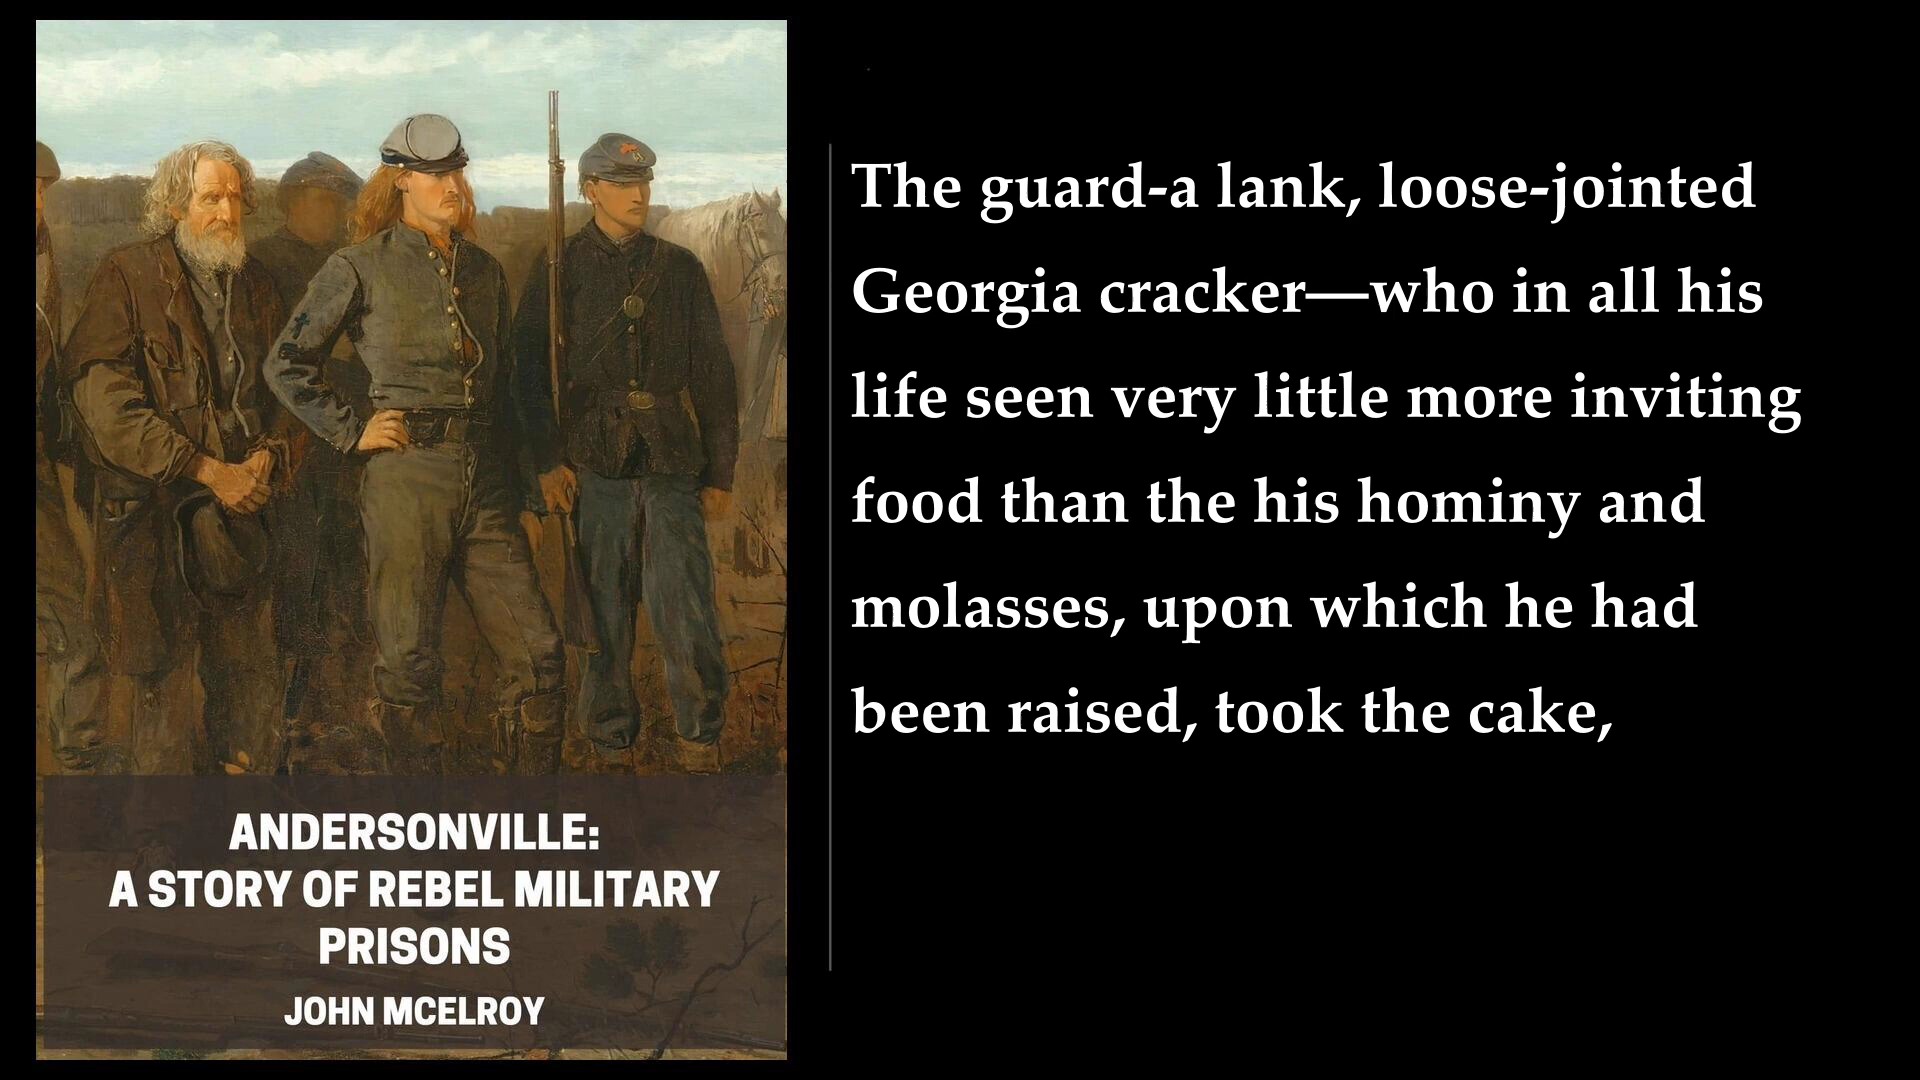 The guard-a lank, loose-jointed
Georgia cracker—who in all his
life seen very little more inviting
food than the his hominy and
molasses, upon which he had
been raised, took the cake,
ANDERSONVILLE:
A STORY OF REBEL MILITARY
PRISONS
JOHN MCELROY